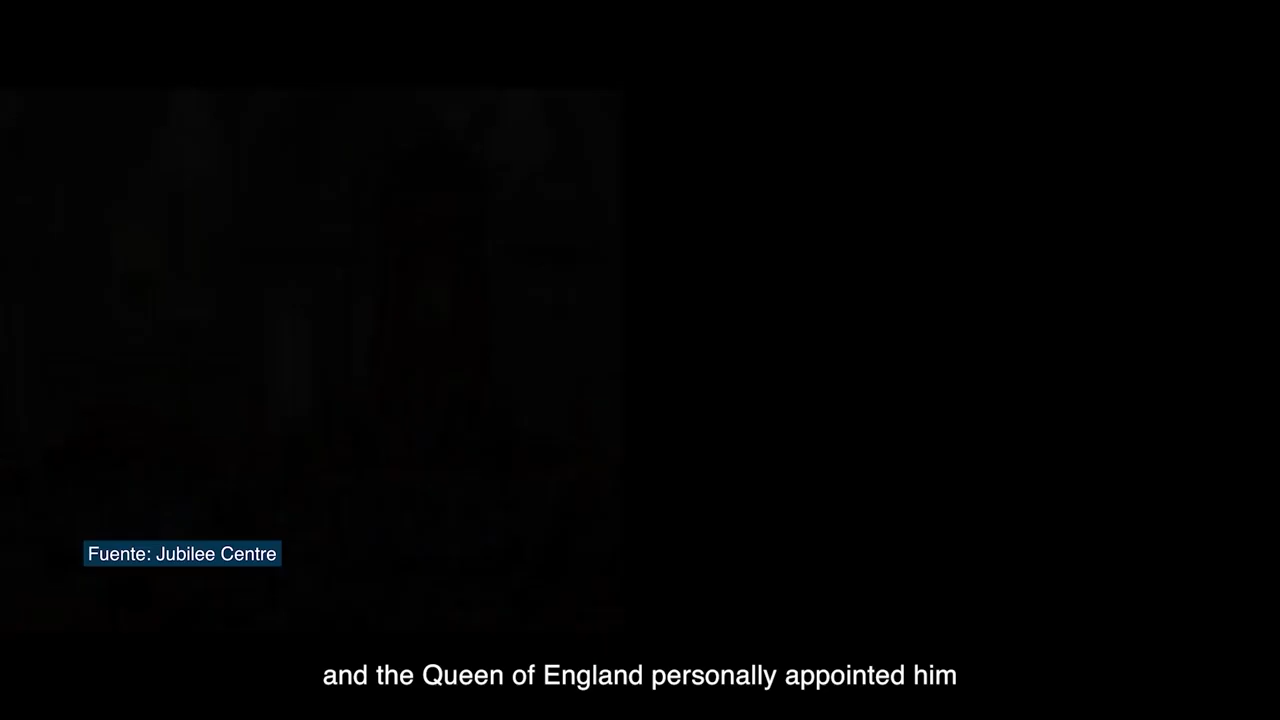 Fuente: Jubilee Centre
and the Queen of England personally appointed him